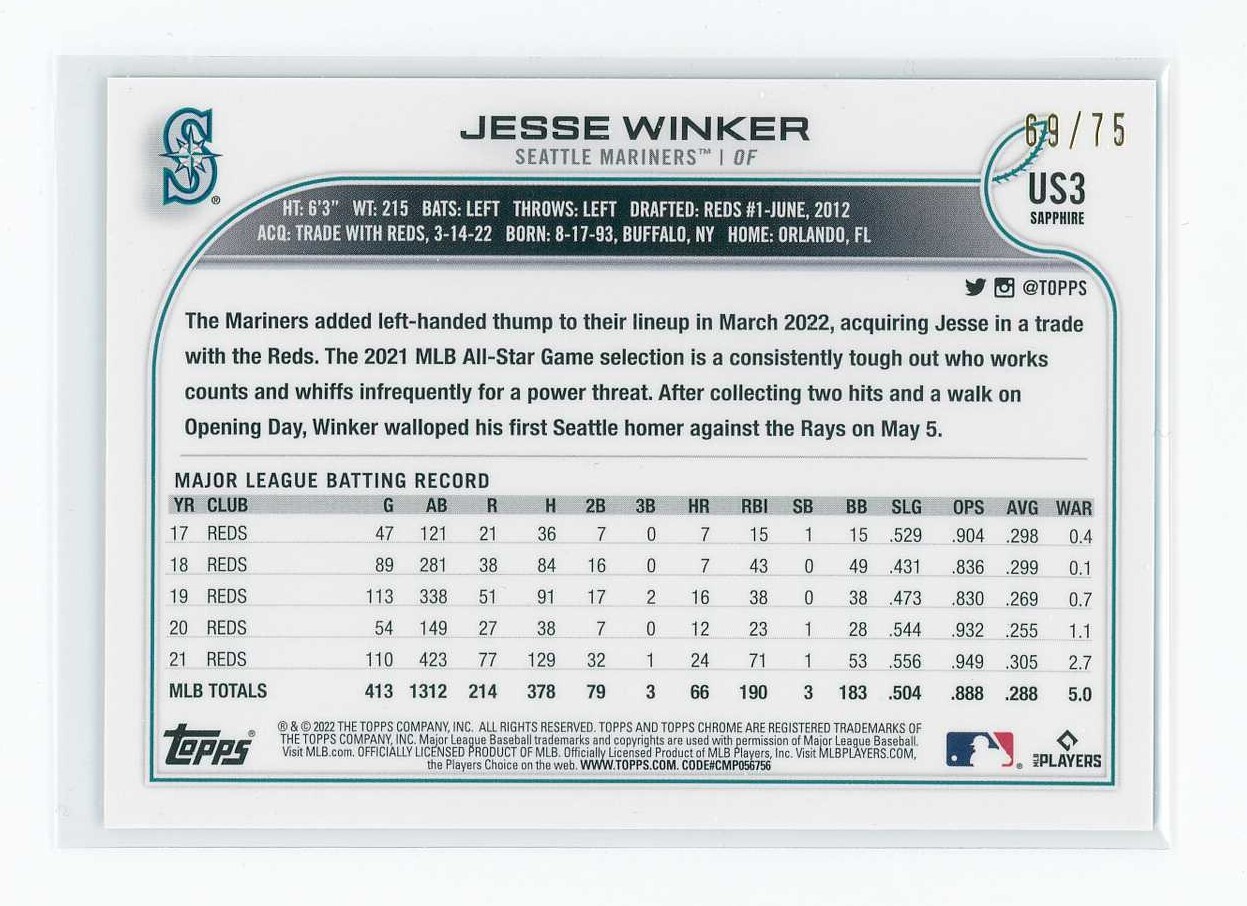 JESSE WINKER
SEATTLE MARINERS™ | OF
69/75
US3
SAPPHIRE
HT: 6'3" WT: 215 BATS: LEFT THROWS: LEFT DRAFTED: REDS #1-JUNE, 2012
ACQ: TRADE WITH REDS, 3-14-22 BORN: 8-17-93, BUFFALO, NY HOME: ORLANDO, FL
@TOPPS
The Mariners added left-handed thump to their lineup in March 2022, acquiring Jesse in a trade
with the Reds. The 2021 MLB All-Star Game selection is a consistently tough out who works
counts and whiffs infrequently for a power threat. After collecting two hits and a walk on
Opening Day, Winker walloped his first Seattle homer against the Rays on May 5.
MAJOR LEAGUE BATTING RECORD
YR CLUB G AB R H 2B 3B HR RBI SB BB SLG OPS AVG WAR
17 REDS 47 121 21 36 7 0 7 15 1 15 .529 .904 .298 0.4
18 REDS 89 281 38 84 16 0 7 43 0 49 .431 .836 .299 0.1
19 REDS 113 338 51 91 17 2 16 38 0 38 .473 .830 .269 0.7
20 REDS 54 149 27 38 7 0 12 23 1 28 .544 .932 .255 1.1
21 REDS 110 423 77 129 32 1 24 71 1 53 .556 .949 .305 2.7
MLB TOTALS 413 1312 214 378 79 3 66 190 3 183 .504 .888 .288 5.0
topps®
® & © 2022 THE TOPPS COMPANY, INC. ALL RIGHTS RESERVED. TOPPS AND TOPPS CHROME ARE REGISTERED TRADEMARKS OF
THE TOPPS COMPANY, INC. Major League Baseball trademarks and copyrights are used with permission of Major League Baseball.
Visit MLB.com. OFFICIALLY LICENSED PRODUCT OF MLB. Officially Licensed Product of MLB Players, Inc. Visit MLBPLAYERS.COM,
the Players Choice on the web. WWW.TOPPS.COM. CODE#CMP056756
MLB PLAYERS